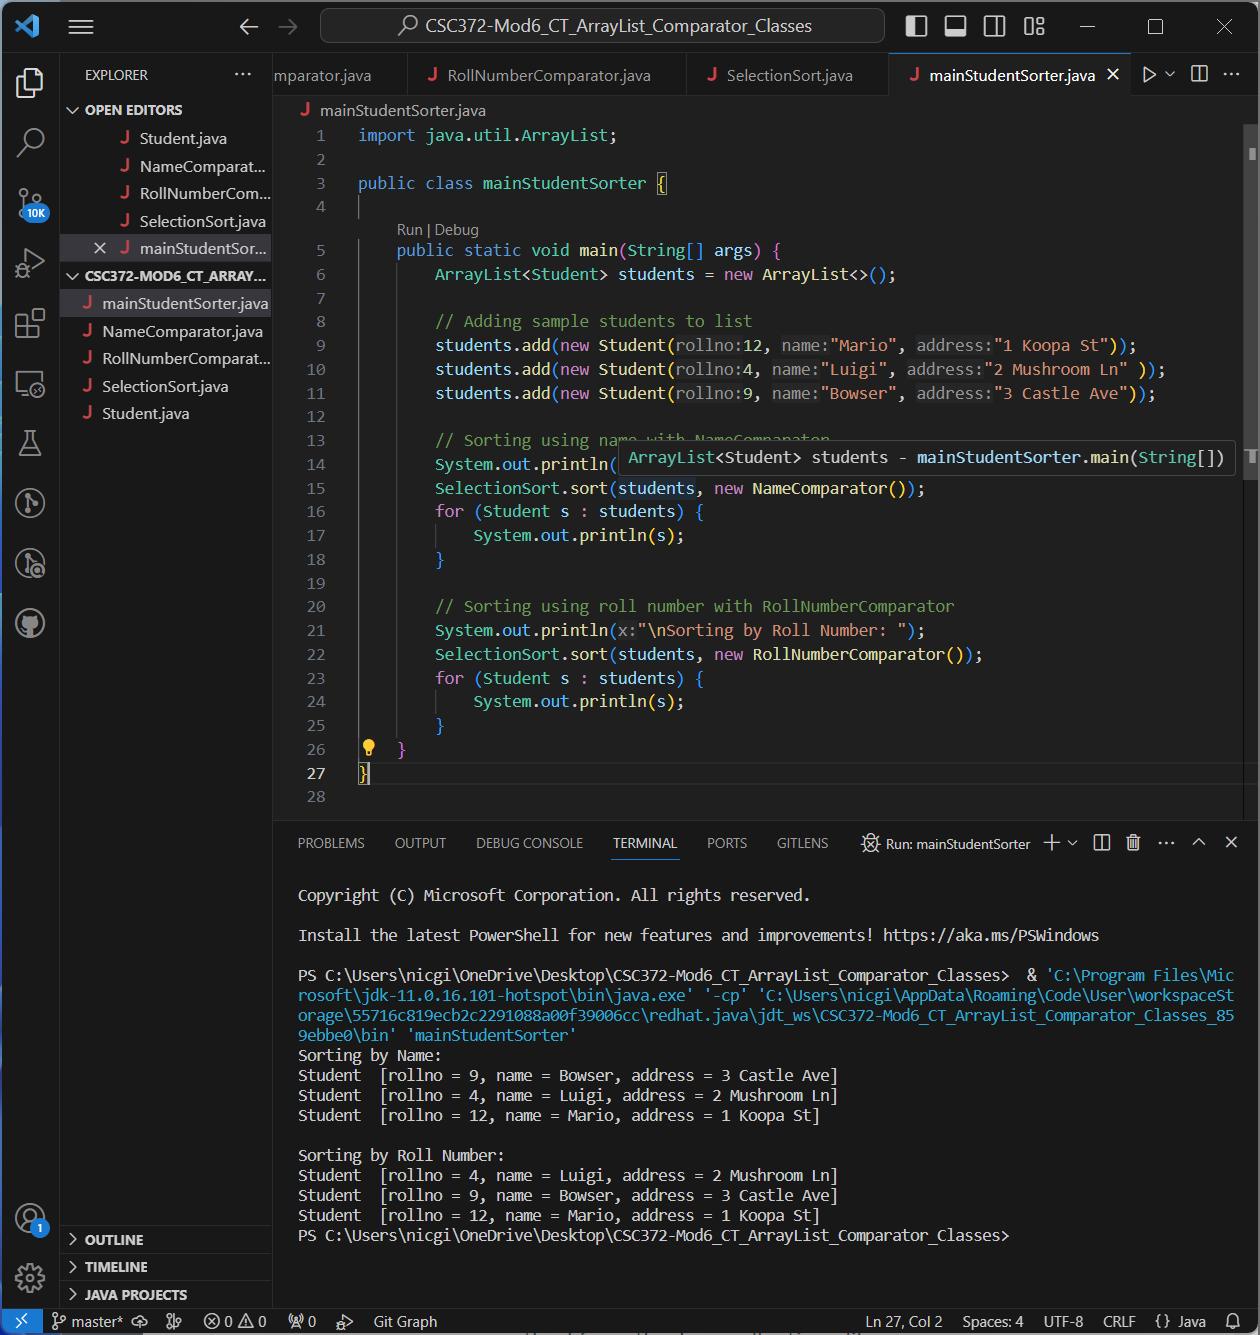 CSC372-Mod6_CT_ArrayList_Comparator_Classes
EXPLORER
OPEN EDITORS
Student.java
NameComparat...
RollNumberCom...
SelectionSort.java
mainStudentSor...
CSC372-MOD6_CT_ARRAY...
mainStudentSorter.java
NameComparator.java
RollNumberComparat...
SelectionSort.java
Student.java
10K
1
OUTLINE
TIMELINE
JAVA PROJECTS
mparator.java
RollNumberComparator.java
SelectionSort.java
mainStudentSorter.java
mainStudentSorter.java
1 import java.util.ArrayList;
2
3 public class mainStudentSorter {
4
Run | Debug
5 public static void main(String[] args) {
6 ArrayList<Student> students = new ArrayList<>();
7
8 // Adding sample students to list
9 students.add(new Student(rollno:12, name:"Mario", address:"1 Koopa St"));
10 students.add(new Student(rollno:4, name:"Luigi", address:"2 Mushroom Ln" ));
11 students.add(new Student(rollno:9, name:"Bowser", address:"3 Castle Ave"));
12
13 // Sorting using name with NameComparator
14 System.out.println(
ArrayList<Student> students - mainStudentSorter.main(String[])
15 SelectionSort.sort(students, new NameComparator());
16 for (Student s : students) {
17 System.out.println(s);
18 }
19
20 // Sorting using roll number with RollNumberComparator
21 System.out.println(x:"\nSorting by Roll Number: ");
22 SelectionSort.sort(students, new RollNumberComparator());
23 for (Student s : students) {
24 System.out.println(s);
25 }
26 }
27 }
28
PROBLEMS OUTPUT DEBUG CONSOLE TERMINAL PORTS GITLENS Run: mainStudentSorter
Copyright (C) Microsoft Corporation. All rights reserved.
Install the latest PowerShell for new features and improvements! https://aka.ms/PSWindows
PS C:\Users\nicgi\OneDrive\Desktop\CSC372-Mod6_CT_ArrayList_Comparator_Classes> & 'C:\Program Files\Mic
rosoft\jdk-11.0.16.101-hotspot\bin\java.exe' '-cp' 'C:\Users\nicgi\AppData\Roaming\Code\User\workspaceSt
orage\55716c819ecb2c2291088a00f39006cc\redhat.java\jdt_ws\CSC372-Mod6_CT_ArrayList_Comparator_Classes_85
9ebbe0\bin' 'mainStudentSorter'
Sorting by Name:
Student [rollno = 9, name = Bowser, address = 3 Castle Ave]
Student [rollno = 4, name = Luigi, address = 2 Mushroom Ln]
Student [rollno = 12, name = Mario, address = 1 Koopa St]
Sorting by Roll Number:
Student [rollno = 4, name = Luigi, address = 2 Mushroom Ln]
Student [rollno = 9, name = Bowser, address = 3 Castle Ave]
Student [rollno = 12, name = Mario, address = 1 Koopa St]
PS C:\Users\nicgi\OneDrive\Desktop\CSC372-Mod6_CT_ArrayList_Comparator_Classes>
master* 0 0 0 Git Graph Ln 27, Col 2 Spaces: 4 UTF-8 CRLF {} Java